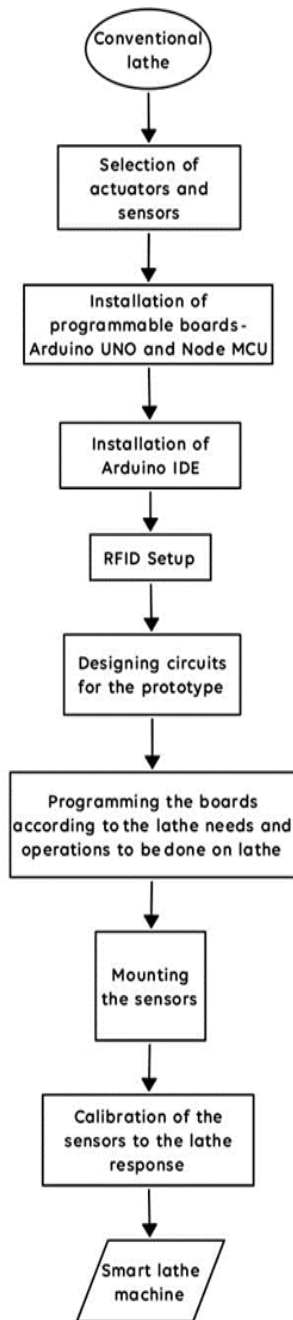 Conventional
lathe
Selection of
actuators and
sensors
Installation of
programmable boards-
Arduino UNO and Node MCU
Installation of
Arduino IDE
RFID Setup
Designing circuits
for the prototype
Programming the boards
according to the lathe needs and
operations to be done on lathe
Mounting
the sensors
Calibration of the
sensors to the lathe
response
Smart lathe
machine